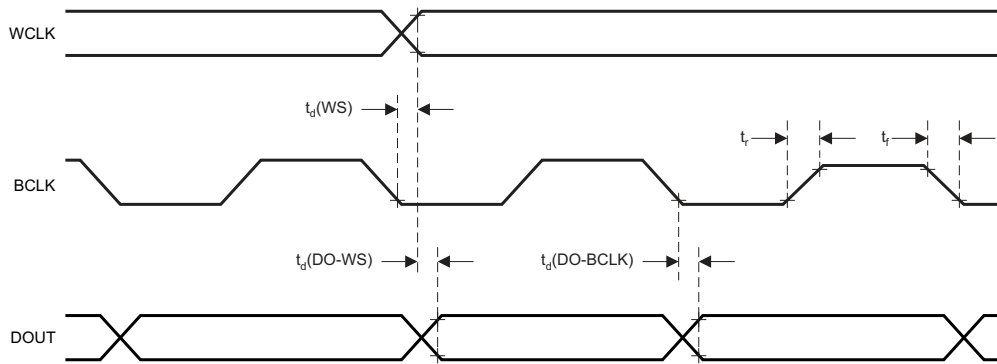 WCLK
t_d(WS)
t_r
t_f
BCLK
t_d(DO-WS)
t_d(DO-BCLK)
DOUT